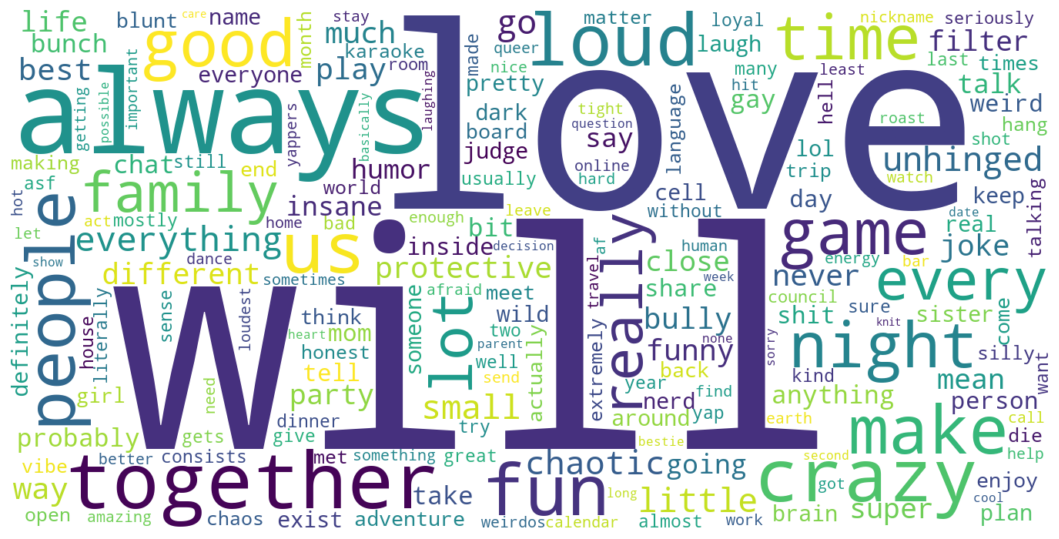 life
blunt
name
care
stay
much
go
queer
made
loud
matter
loyal
nickname
seriously
bunch
good
month
karaoke
room
laugh
time
filter
best
everyone
play
nice
pretty
many
least
last
times
important
possible
getting
always
laughing
love
hit
gay
hell
talk
weird
dark
tight
question
say
language
roast
hang
yappers
basically
board
judge
online
lol
shot
making
chat
still
end
humor
usually
hard
trip
watch
unhinged
hot
asf
family
world
insane
cell
day
keep
talking
act
mostly
home
bad
enough
leave
without
date
let
people
everything
us
inside
bit
decision
af
really
human
close
game
never
real
joke
show
dance
different
sometimes
protective
travel
week
share
energy
bar
every
house
sense
loudest
think
mom
someone
afraid
meet
wild
council
sure
shit
sister
come
definitely
literally
heart
honest
tell
lot
two
parent
well
extremely
bully
none
sorry
knit
night
silly
want
girl
need
party
will
send
actually
funny
back
kind
mean
person
small
year
find
nerd
anything
probably
gets
give
dinner
try
around
yap
earth
make
die
call
vibe
better
consists
met
something
great
bestie
second
help
way
together
take
fun
chaotic
going
crazy
got
enjoy
cool
open
amazing
chaos
exist
adventure
weirdos
calendar
long
little
almost
work
brain
super
plan